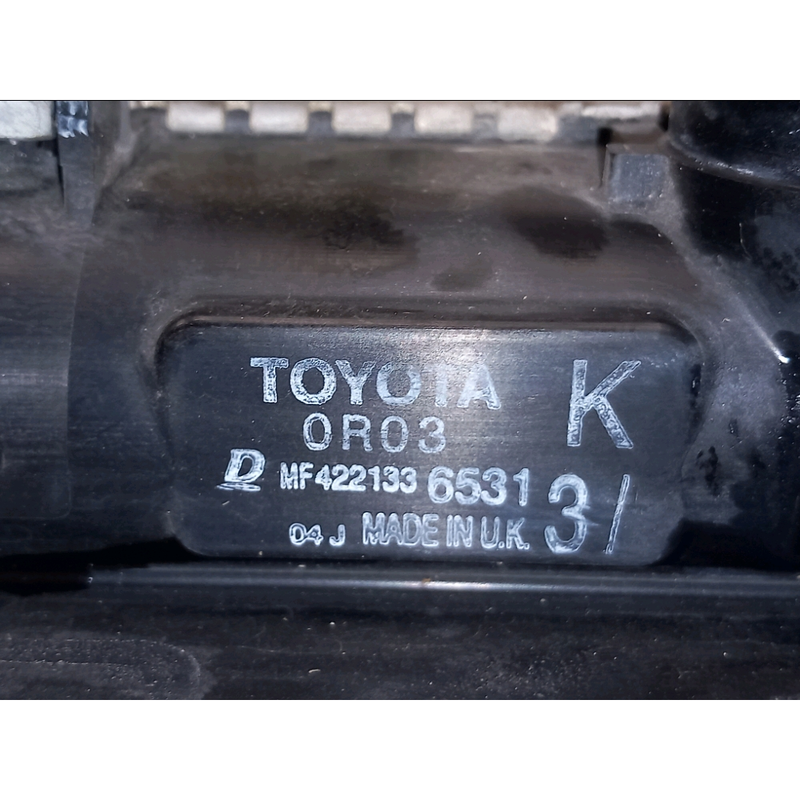 TOYOTA K
0R03
D MF422133 6531 3/
04 J MADE IN U.K.